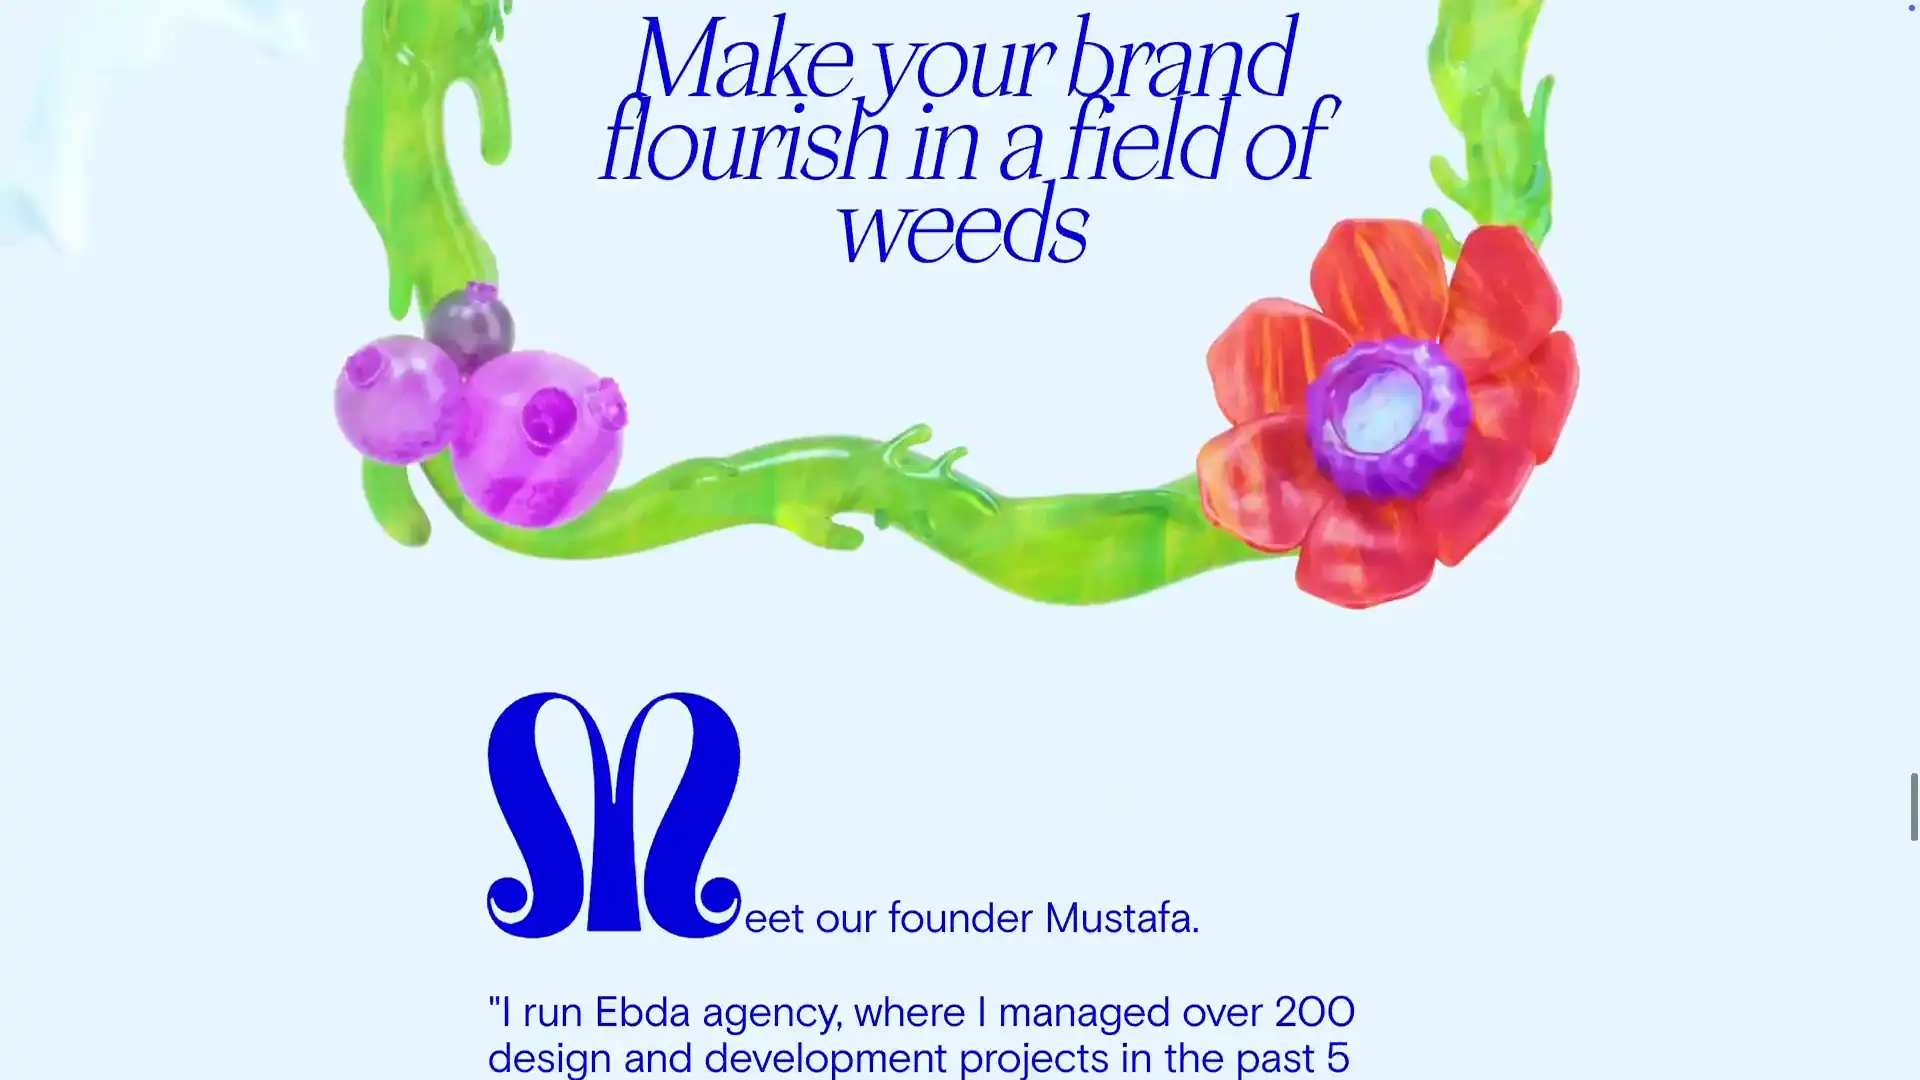 Make your brand
flourish in a field of
weeds
Meet our founder Mustafa.
"I run Ebda agency, where I managed over 200
design and development projects in the past 5